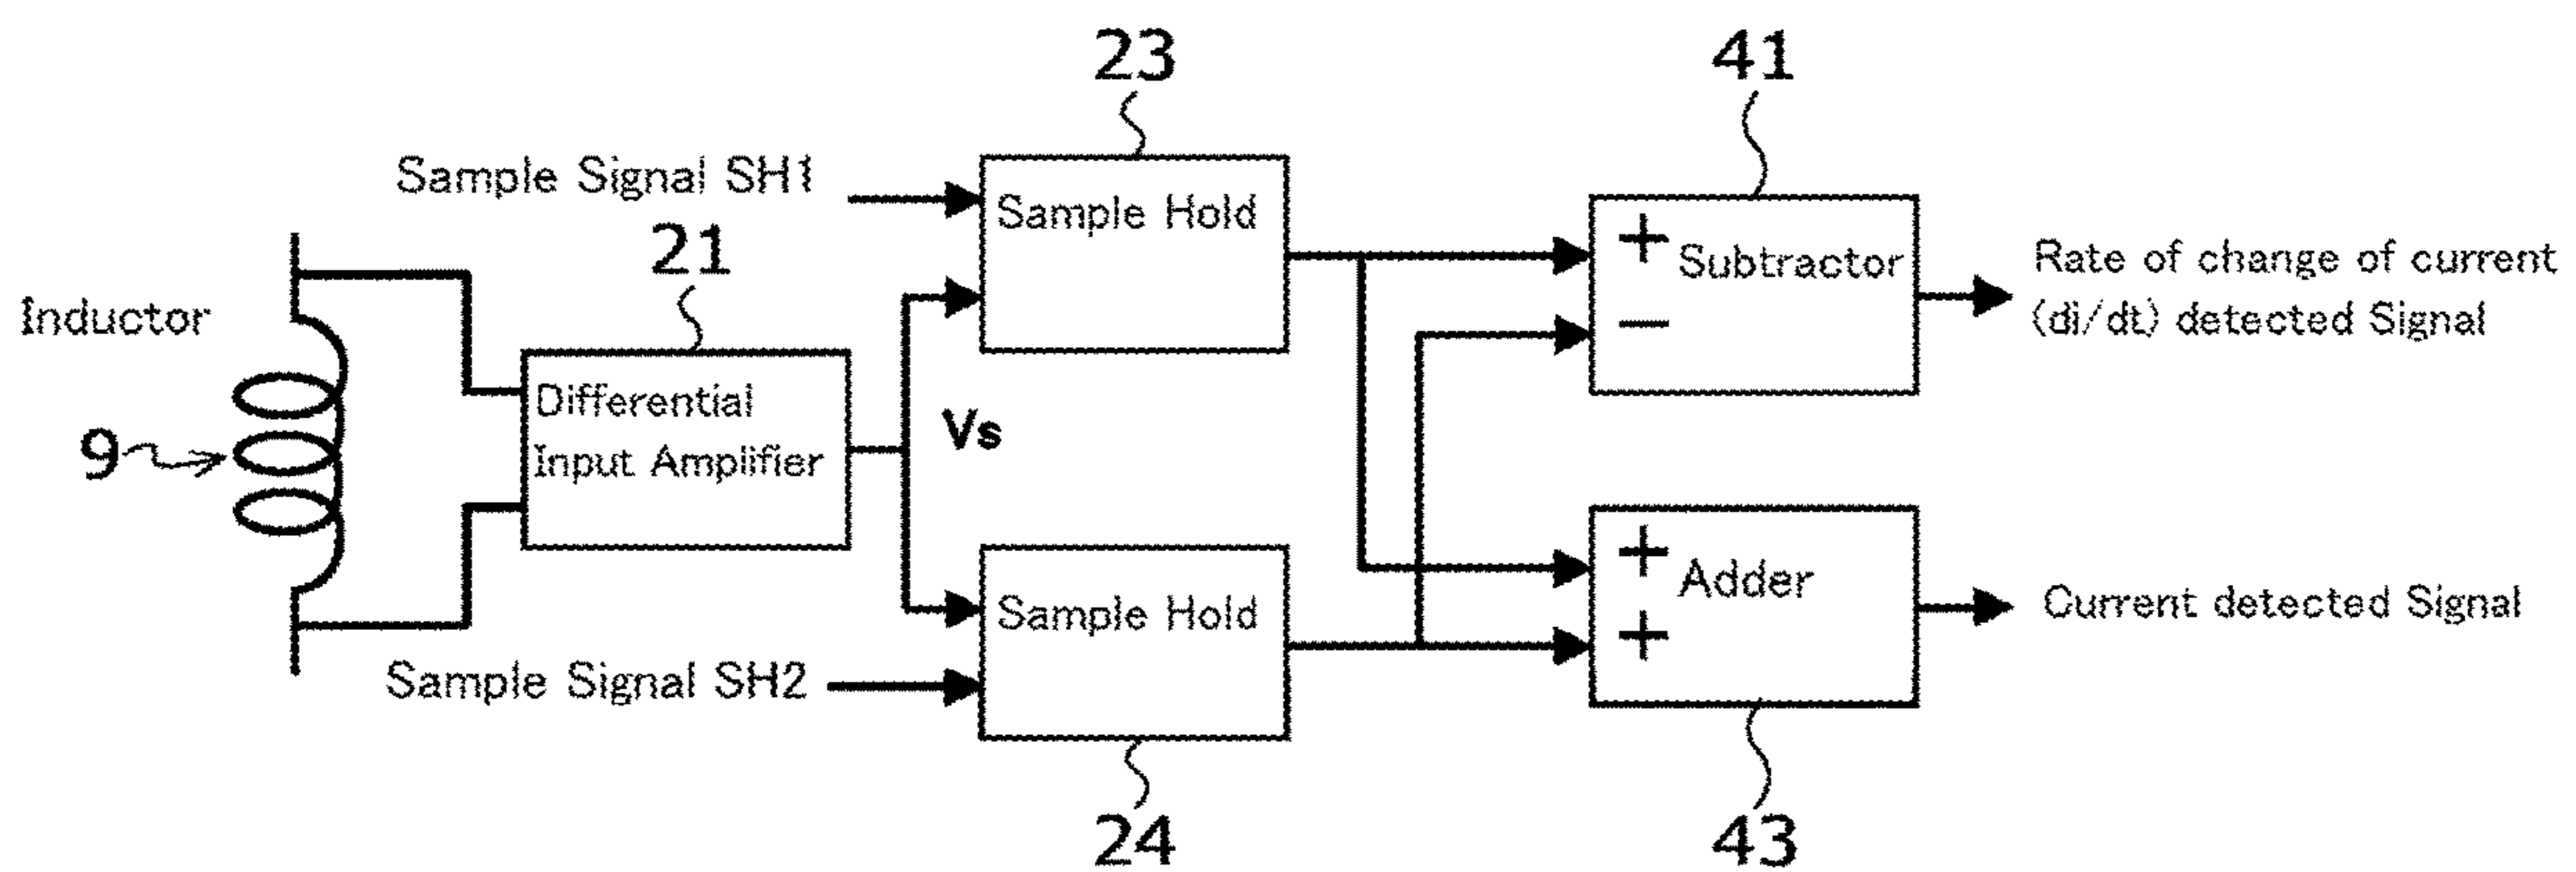 23
41
Sample Signal SH1
Sample Hold
21
+
Subtractor
Rate of change of current
(di/dt) detected Signal
Inductor
−
Differential
Input Amplifier
Vs
9
+
Adder
Sample Hold
Current detected Signal
+
Sample Signal SH2
24
43